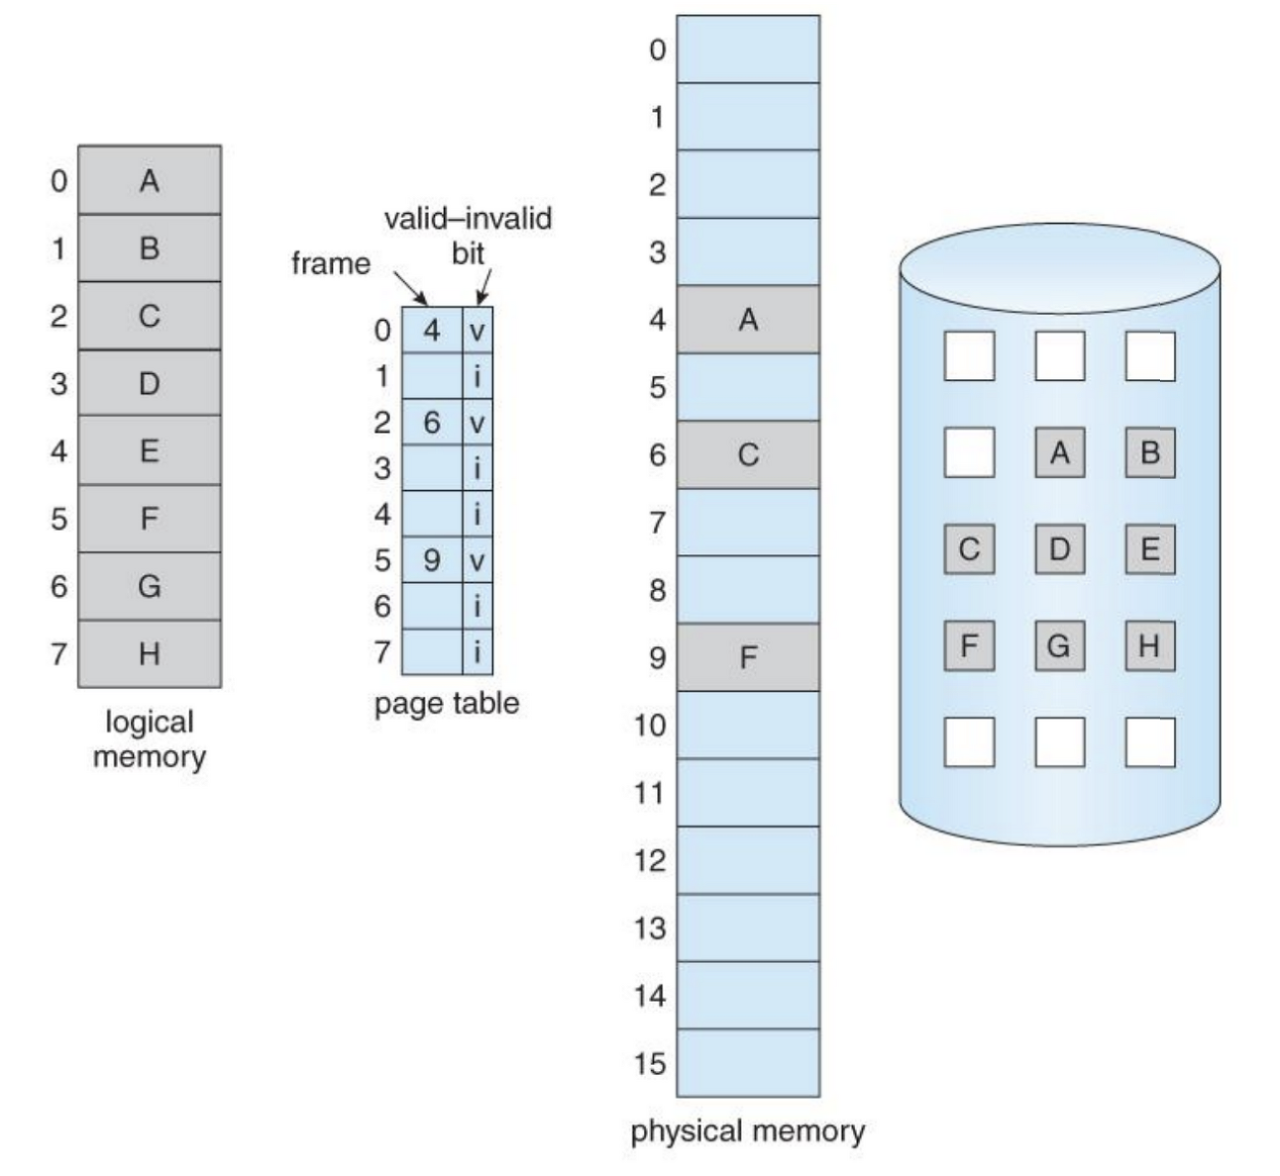 0 A
1 B
2 C
3 D
4 E
5 F
6 G
7 H
logical
memory
valid–invalid
bit
frame
0 4 v
1 i
2 6 v
3 i
4 i
5 9 v
6 i
7 i
page table
0
1
2
3
4 A
5
6 C
7
8
9 F
10
11
12
13
14
15
physical memory
A B
C D E
F G H